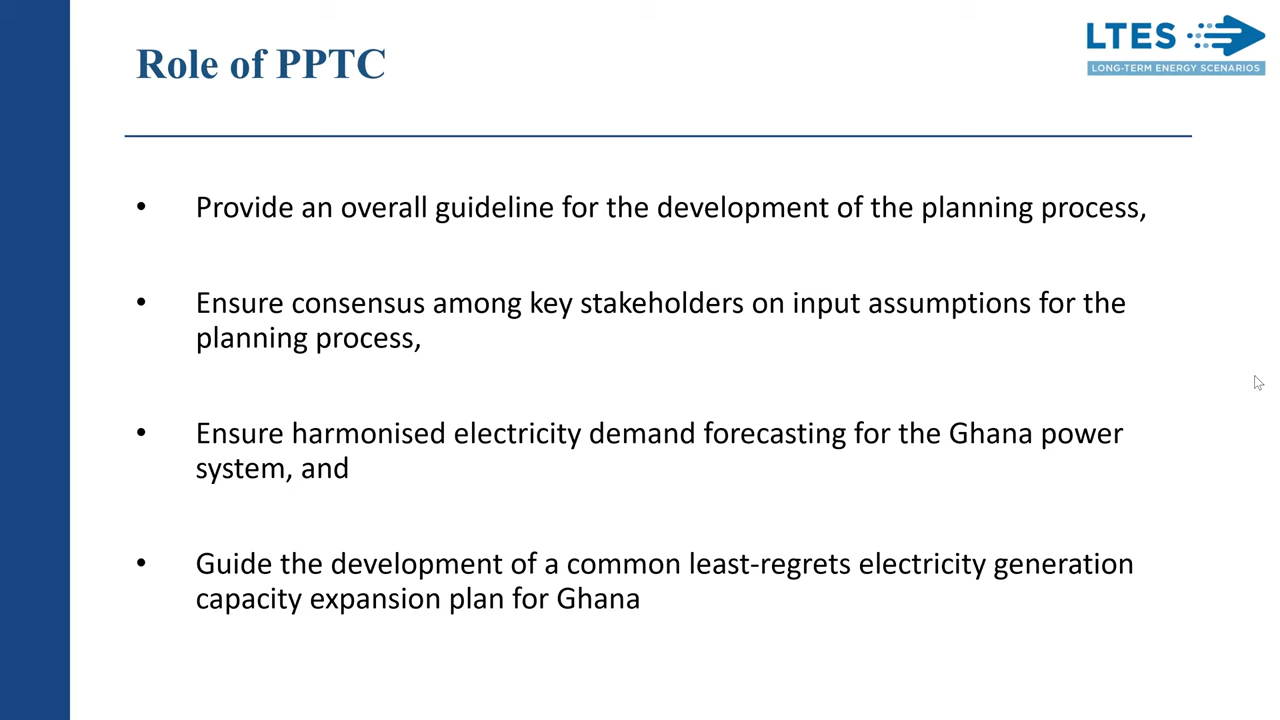 Role of PPTC
LTES
LONG-TERM ENERGY SCENARIOS
• Provide an overall guideline for the development of the planning process,
• Ensure consensus among key stakeholders on input assumptions for the
planning process,
• Ensure harmonised electricity demand forecasting for the Ghana power
system, and
• Guide the development of a common least-regrets electricity generation
capacity expansion plan for Ghana